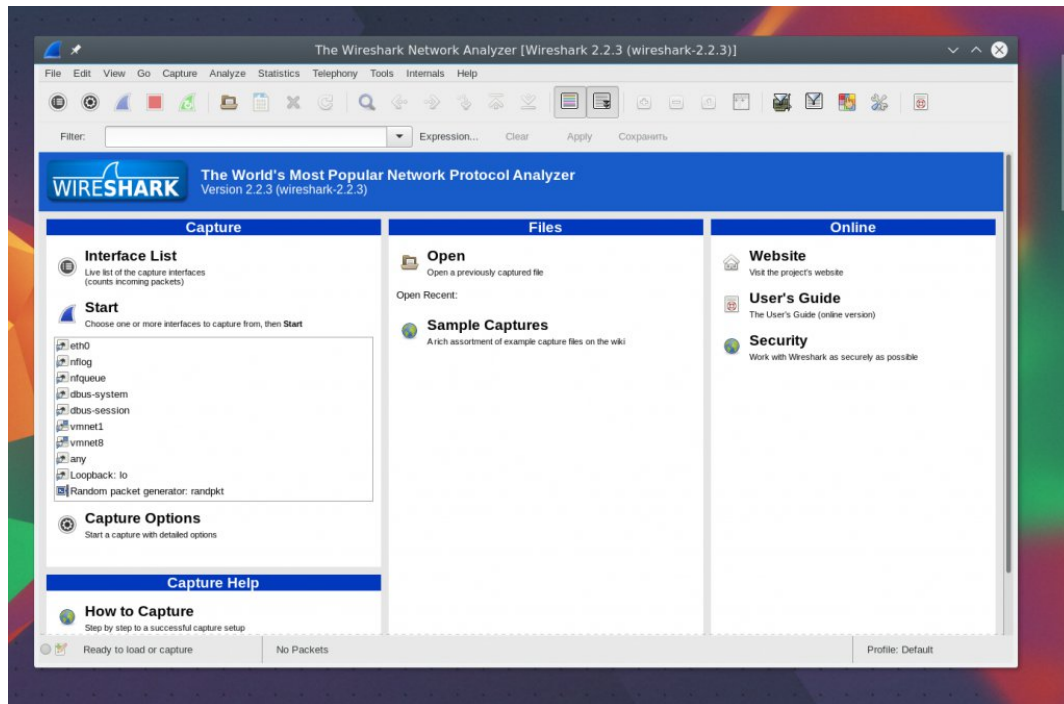 The Wireshark Network Analyzer [Wireshark 2.2.3 (wireshark-2.2.3)]
File Edit View Go Capture Analyze Statistics Telephony Tools Internals Help
Filter: Expression... Clear Apply Сохранить
WIRESHARK
The World's Most Popular Network Protocol Analyzer
Version 2.2.3 (wireshark-2.2.3)
Capture
Interface List
Live list of the capture interfaces
(counts incoming packets)
Start
Choose one or more interfaces to capture from, then Start
eth0
nflog
nfqueue
dbus-system
dbus-session
vmnet1
vmnet8
any
Loopback: lo
Random packet generator: randpkt
Capture Options
Start a capture with detailed options
Capture Help
How to Capture
Step by step to a successful capture setup
Files
Open
Open a previously captured file
Open Recent:
Sample Captures
A rich assortment of example capture files on the wiki
Online
Website
Visit the project's website
User's Guide
The User's Guide (online version)
Security
Work with Wireshark as securely as possible
Ready to load or capture
No Packets
Profile: Default